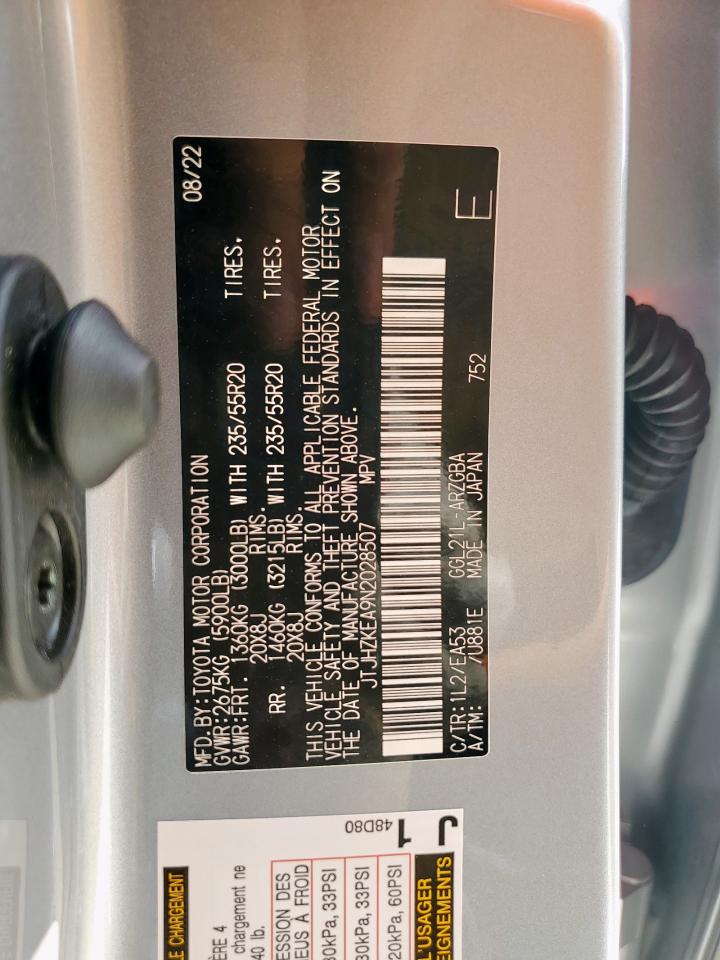 MFD.BY:TOYOTA MOTOR CORPORATION 08/22
GVWR:2675KG(5900LB)
GAWR:FRT. 1360KG (3000LB) WITH 235/55R20 TIRES.
20X8J RIMS.
RR. 1460KG (3215LB) WITH 235/55R20 TIRES.
20X8J RIMS.
THIS VEHICLE CONFORMS TO ALL APPLICABLE FEDERAL MOTOR
VEHICLE SAFETY AND THEFT PREVENTION STANDARDS IN EFFECT ON
THE DATE OF MANUFACTURE SHOWN ABOVE.
JTJHZKEA9N2028507 MPV
C/TR:1L2/EA53 GGL21L-ARZGBA 752
A/TM: /U881E MADE IN JAPAN
E
LE CHARGEMENT
chargement ne
40 lb.
ESSION DES
EUS À FROID
30kPa, 33PSI
30kPa, 33PSI
20kPa, 60PSI
L'USAGER
EIGNEMENTS
48D80
J1